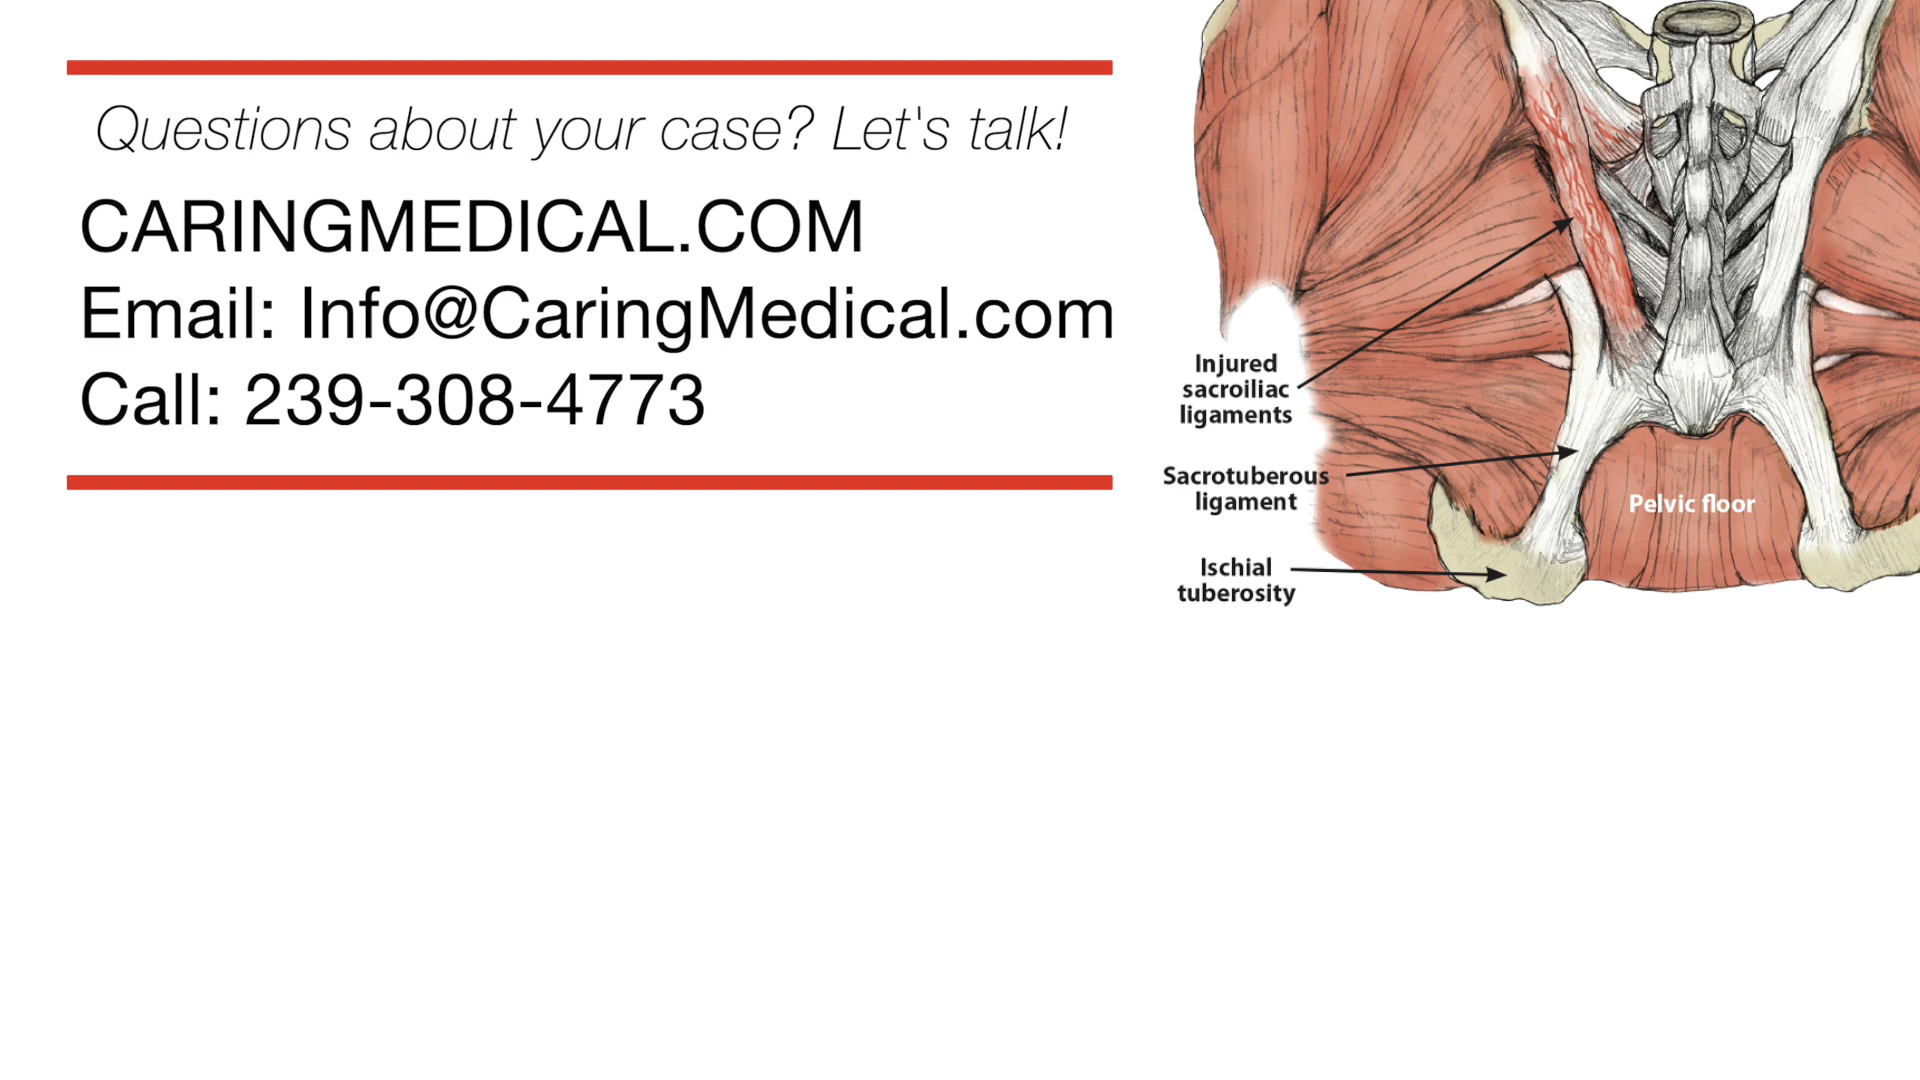 Questions about your case? Let's talk!
CARINGMEDICAL.COM
Email: Info@CaringMedical.com
Call: 239-308-4773
Injured
sacroiliac
ligaments
Sacrotuberous
ligament
Pelvic floor
Ischial
tuberosity